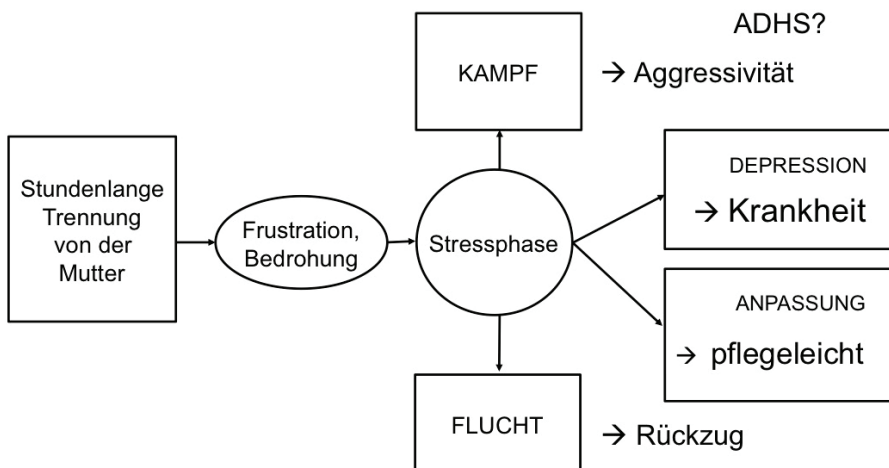 ADHS?
KAMPF
→ Aggressivität
Stundenlange
Trennung
von der
Mutter
Frustration,
Bedrohung
Stressphase
DEPRESSION
→ Krankheit
ANPASSUNG
→ pflegeleicht
FLUCHT
→ Rückzug